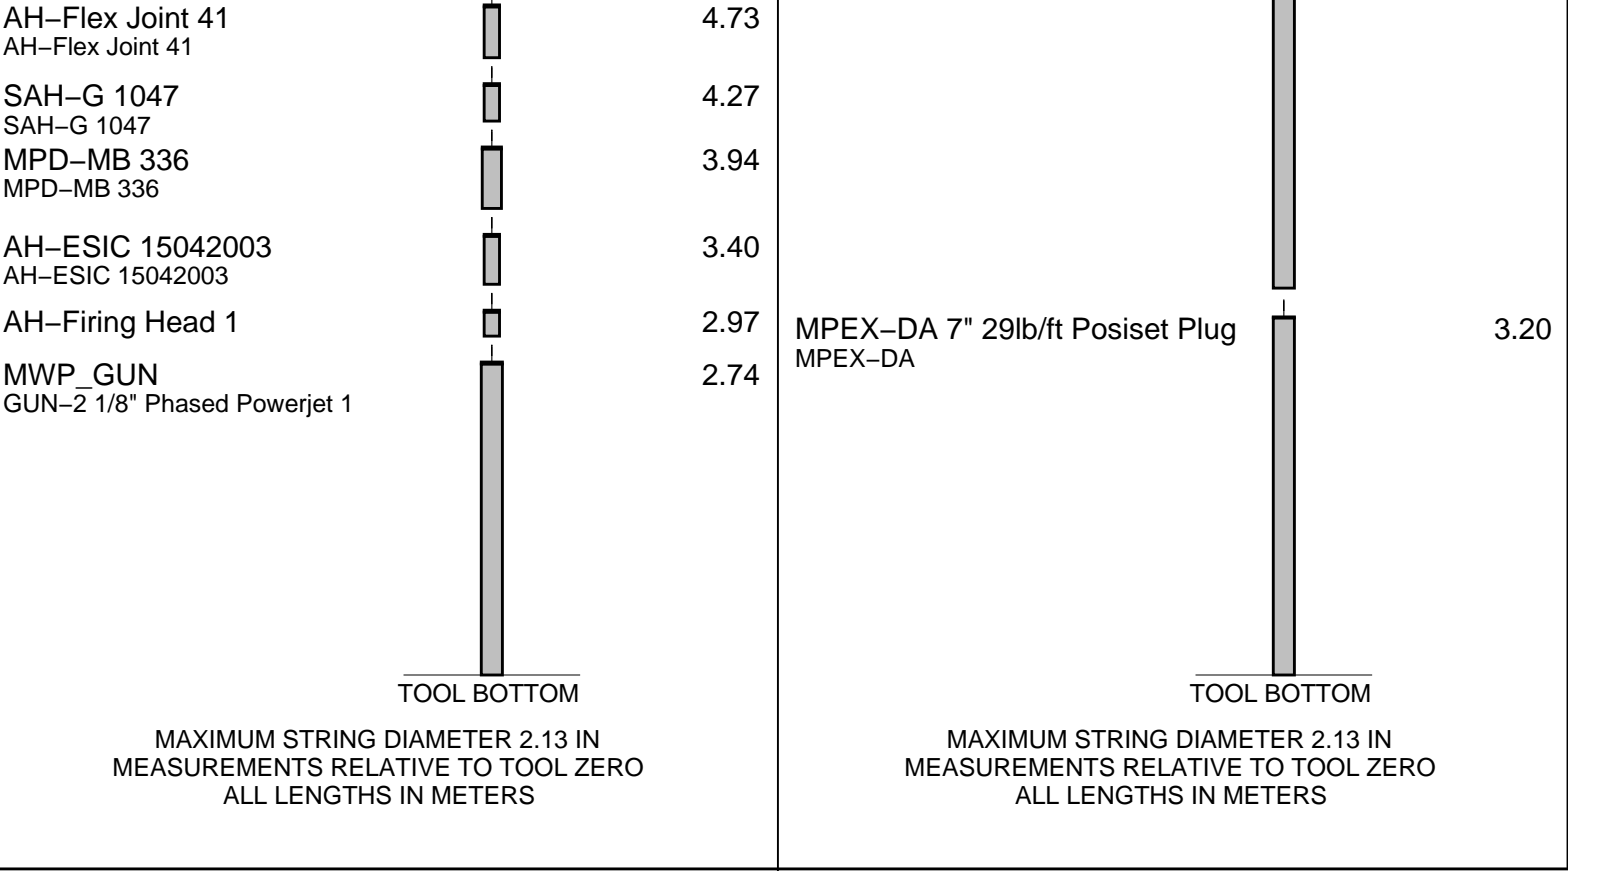 AH−Flex Joint 41 4.73
AH−Flex Joint 41
SAH−G 1047 4.27
SAH−G 1047
MPD−MB 336 3.94
MPD−MB 336
AH−ESIC 15042003 3.40
AH−ESIC 15042003
AH−Firing Head 1 2.97
MWP_GUN 2.74
GUN−2 1/8" Phased Powerjet 1
TOOL BOTTOM
MAXIMUM STRING DIAMETER 2.13 IN
MEASUREMENTS RELATIVE TO TOOL ZERO
ALL LENGTHS IN METERS
MPEX−DA 7" 29lb/ft Posiset Plug 3.20
MPEX−DA
TOOL BOTTOM
MAXIMUM STRING DIAMETER 2.13 IN
MEASUREMENTS RELATIVE TO TOOL ZERO
ALL LENGTHS IN METERS